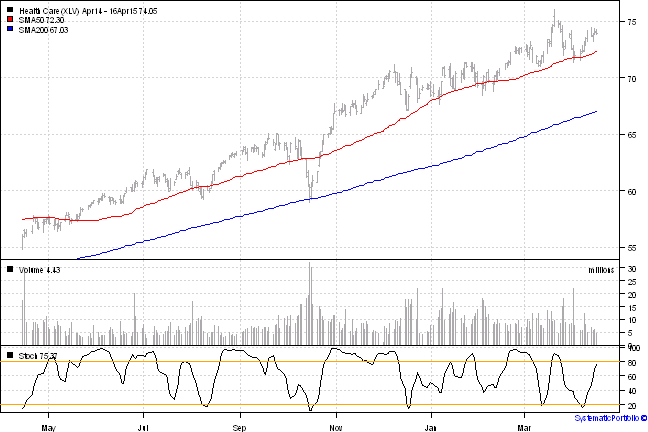 Health Care (XLV) Apr14 - 16Apr15 74.05
SMA50 72.30
SMA200 67.03
75
70
65
60
55
Volume 4.43
millions
30
25
20
15
10
5
0
Stoch 75.37
100
80
60
40
20
May
Jul
Sep
Nov
Jan
Mar
SystematicPortfolio ©